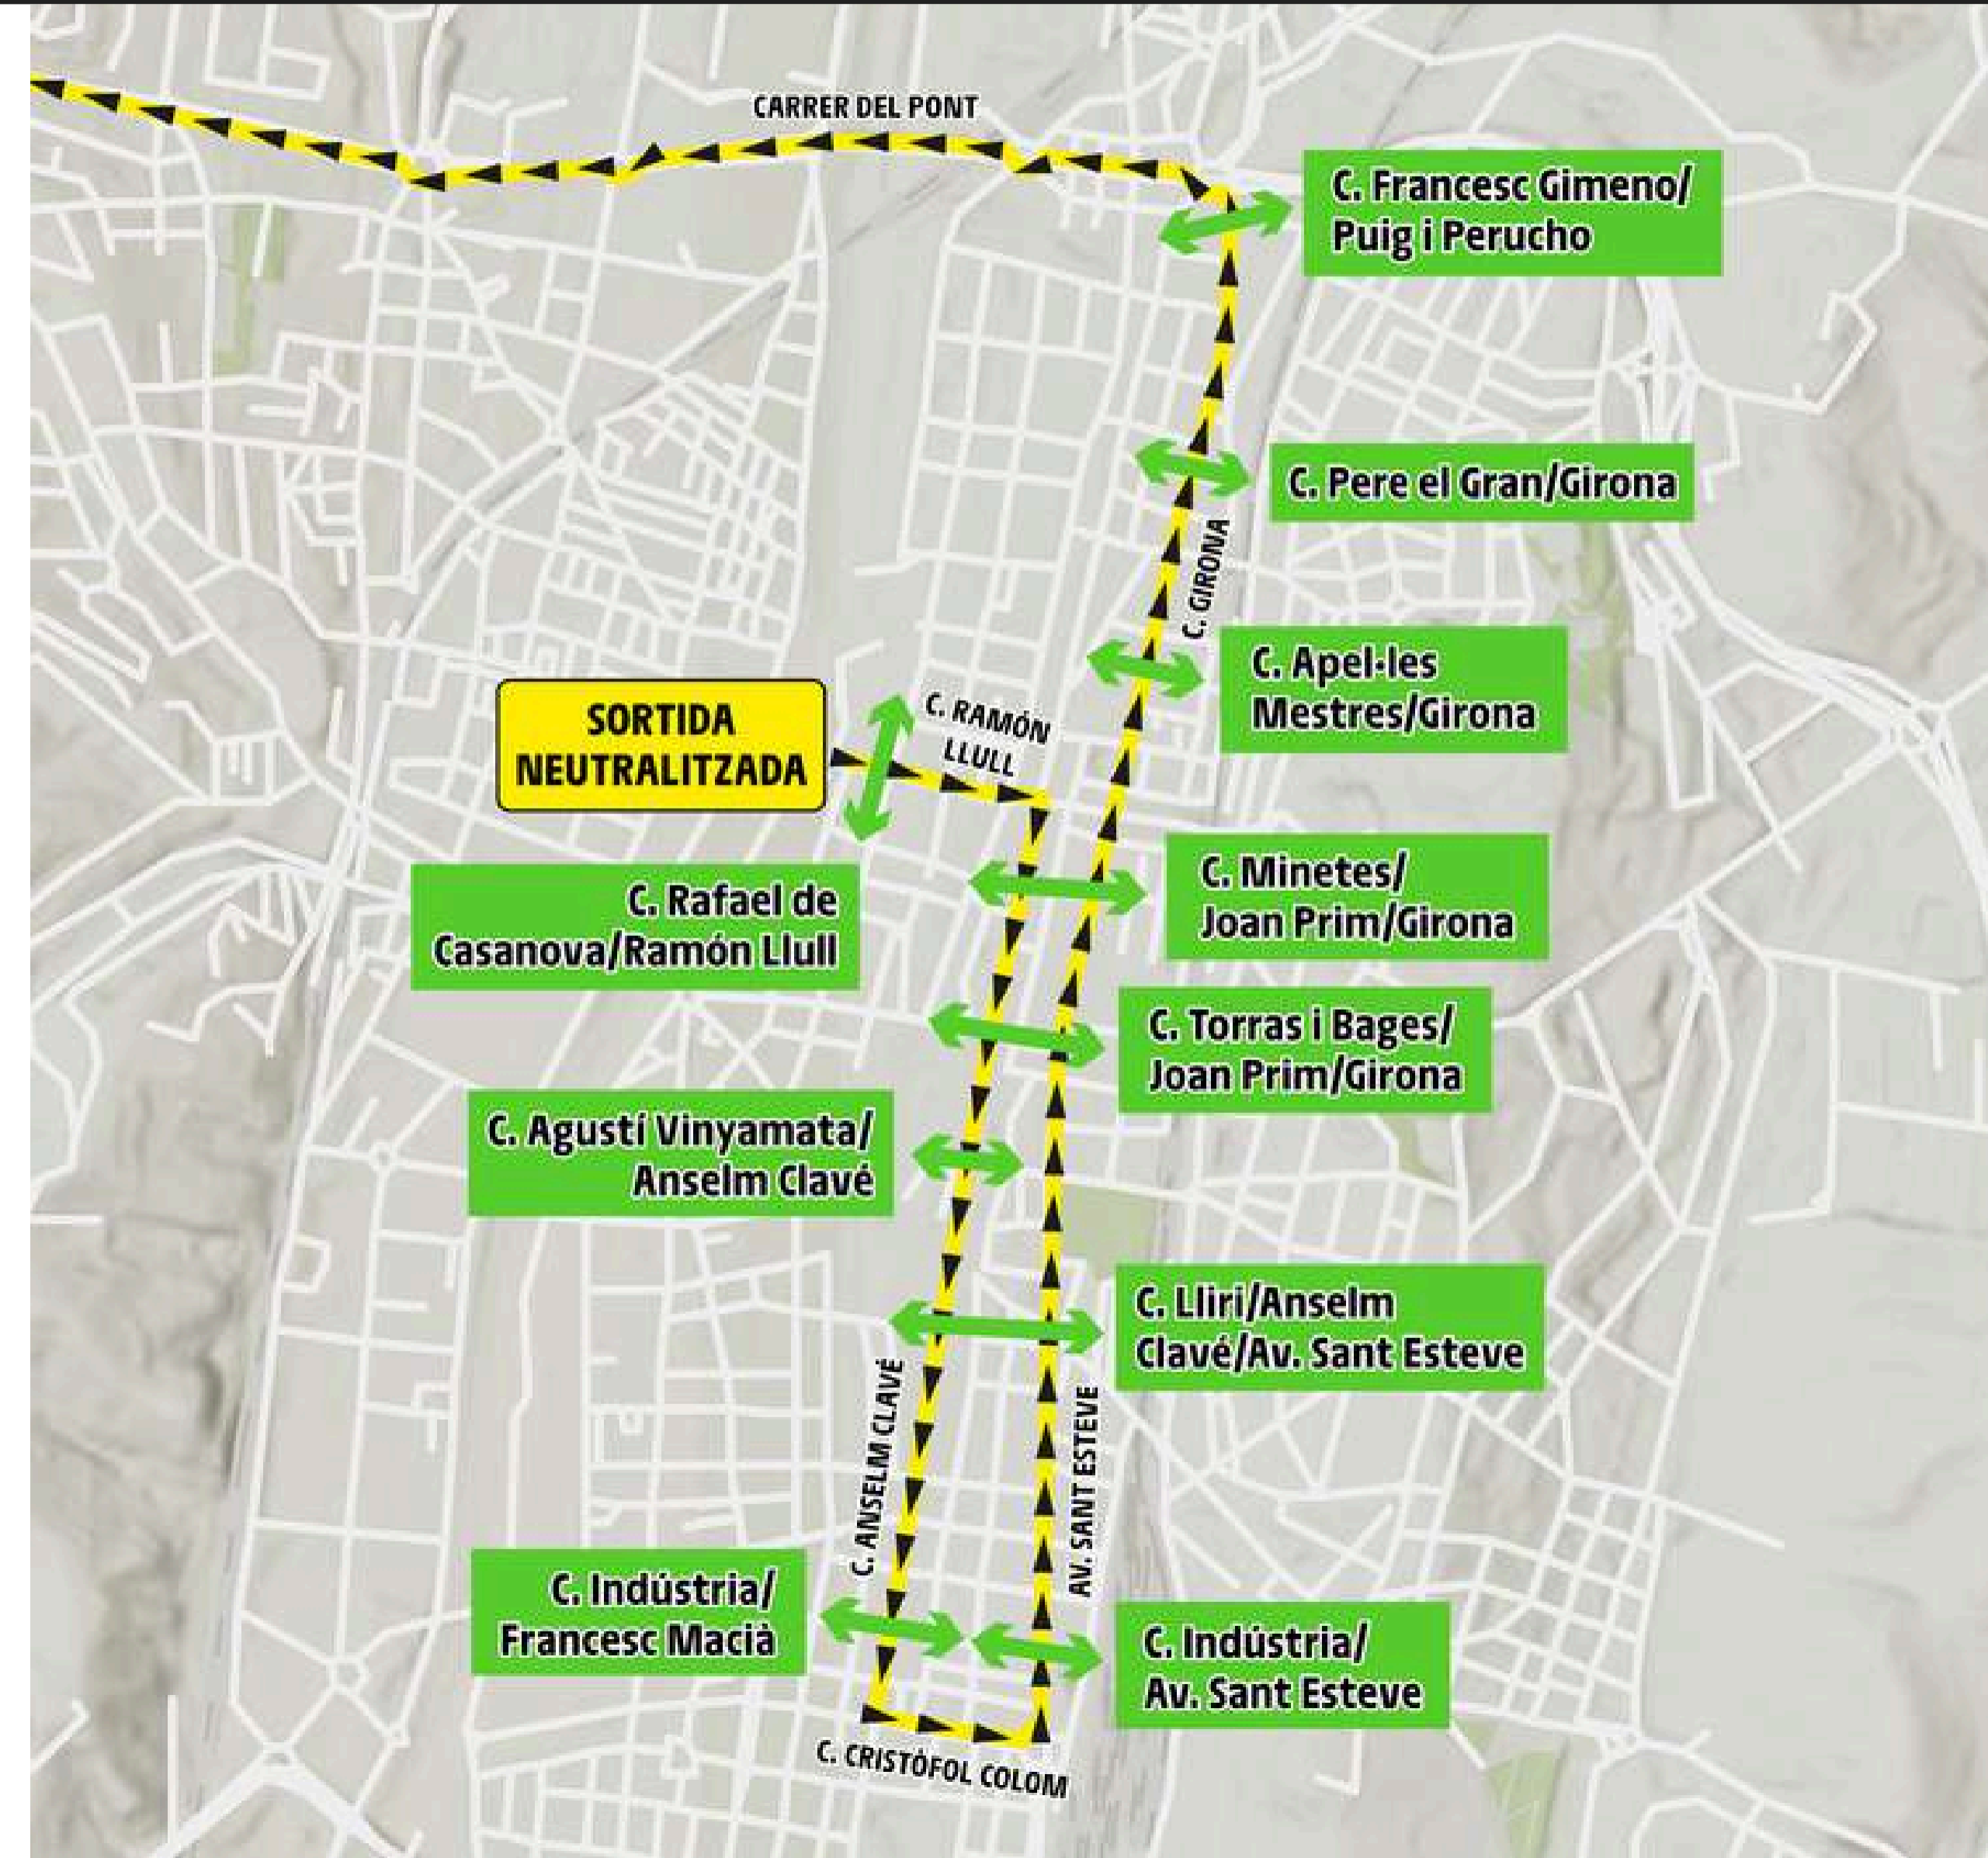 CARRER DEL PONT
C. Francesc Gimeno/
Puig i Perucho
C. Pere el Gran/Girona
C. GIRONA
C. Apel·les
Mestres/Girona
SORTIDA
NEUTRALITZADA
C. RAMÓN
LLULL
C. Rafael de
Casanova/Ramón Llull
C. Minetes/
Joan Prim/Girona
C. Torras i Bages/
Joan Prim/Girona
C. Agustí Vinyamata/
Anselm Clavé
C. Lliri/Anselm
Clavé/Av. Sant Esteve
C. ANSELM CLAVÉ
AV. SANT ESTEVE
C. Indústria/
Francesc Macià
C. Indústria/
Av. Sant Esteve
C. CRISTÒFOL COLOM